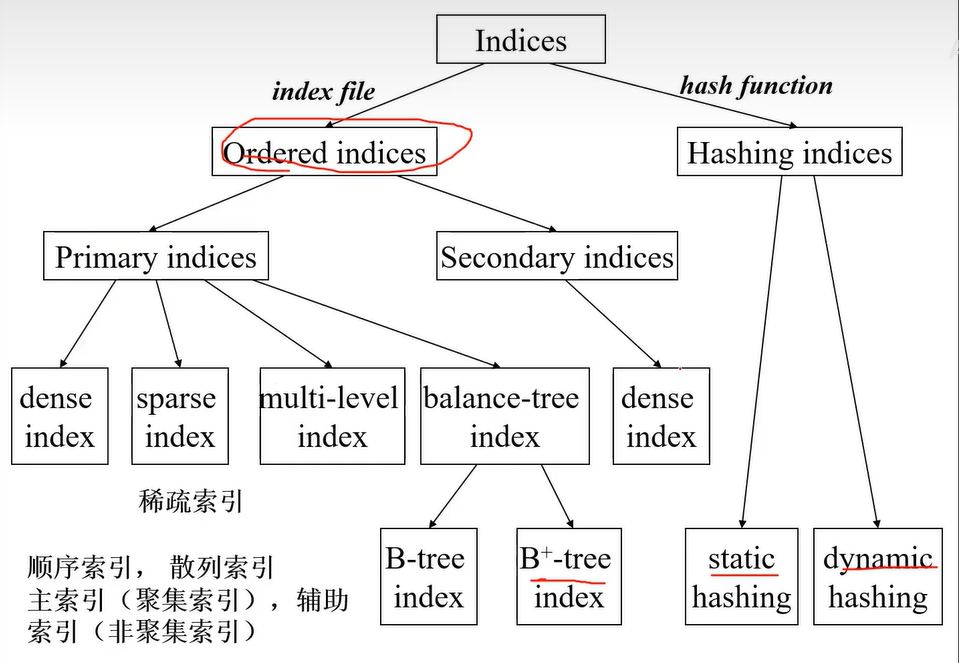 Indices
index file
hash function
Ordered indices
Hashing indices
Primary indices
Secondary indices
dense
index
sparse
index
multi-level
index
balance-tree
index
dense
index
稀疏索引
B-tree
index
B⁺-tree
index
static
hashing
dynamic
hashing
顺序索引， 散列索引
主索引（聚集索引），辅助
索引（非聚集索引）